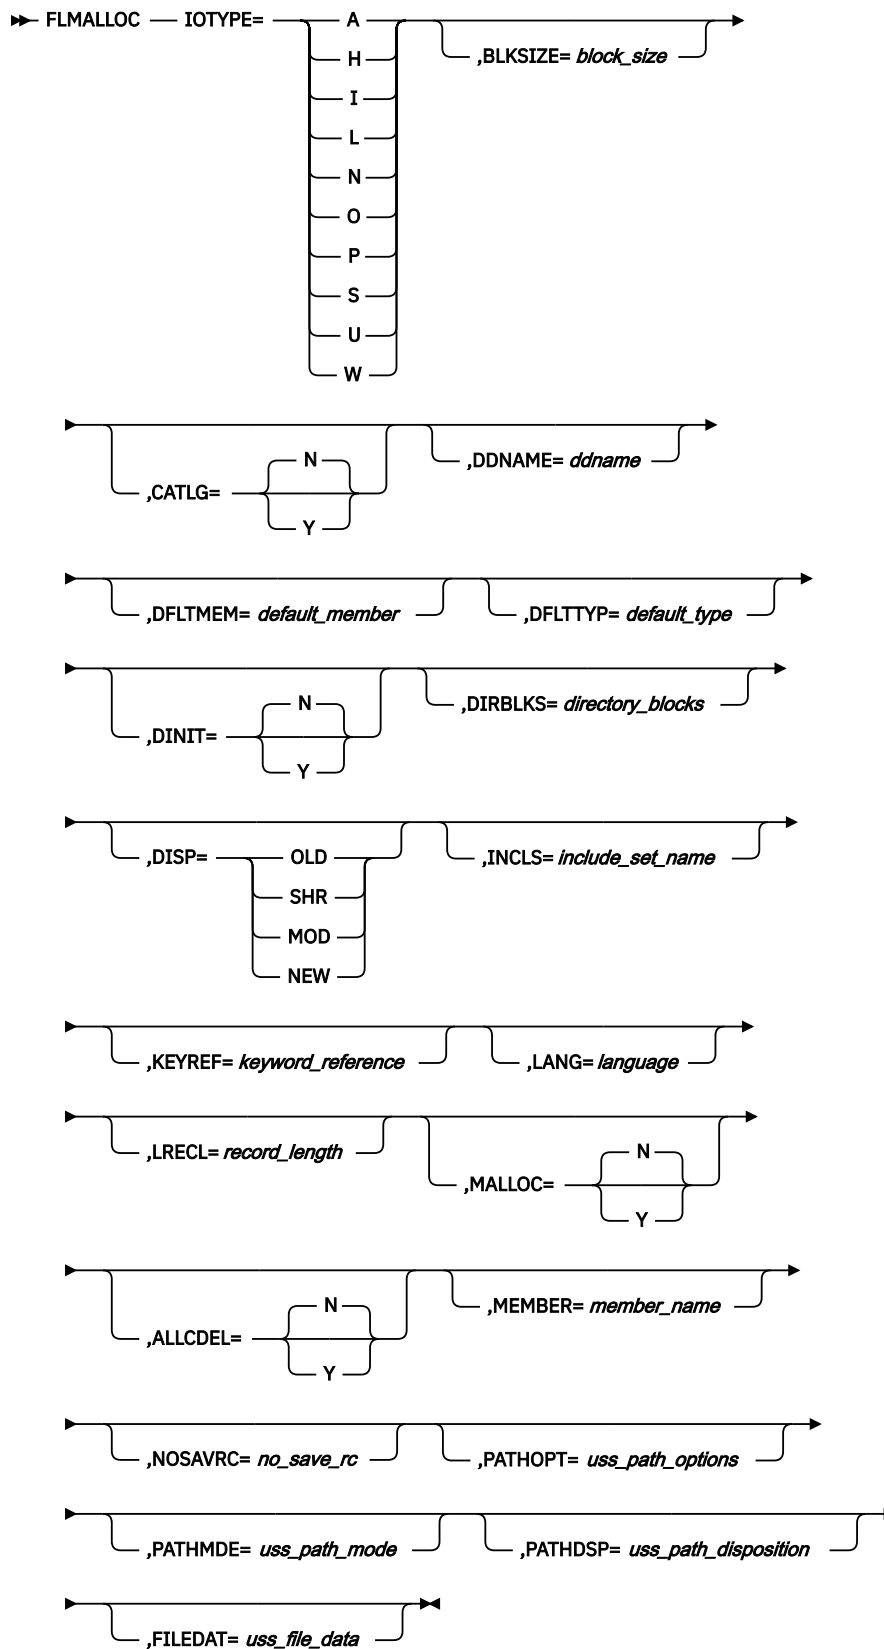 FLMALLOC IOTYPE= A
,BLKSIZE= block_size
H
I
L
N
O
P
S
U
W
,CATLG= N
Y
,DDNAME= ddname
,DFLTMEM= default_member ,DFLTTYP= default_type
,DINIT= N
Y
,DIRBLKS= directory_blocks
,DISP= OLD
SHR
MOD
NEW
,INCLS= include_set_name
,KEYREF= keyword_reference ,LANG= language
,LRECL= record_length
,MALLOC= N
Y
,ALLCDEL= N
Y
,MEMBER= member_name
,NOSAVRC= no_save_rc ,PATHOPT= uss_path_options
,PATHMDE= uss_path_mode ,PATHDSP= uss_path_disposition
,FILEDAT= uss_file_data